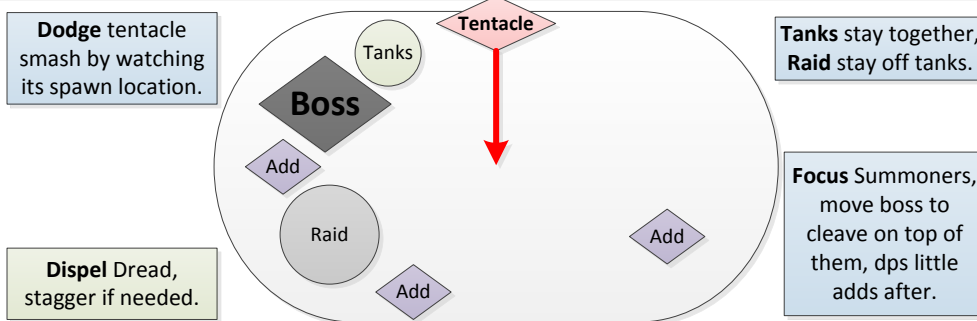 Dodge tentacle
smash by watching
its spawn location.
Tentacle
Tanks
Tanks stay together,
Raid stay off tanks.
Boss
Add
Focus Summoners,
move boss to
cleave on top of
them, dps little
adds after.
Raid
Add
Dispel Dread,
stagger if needed.
Add